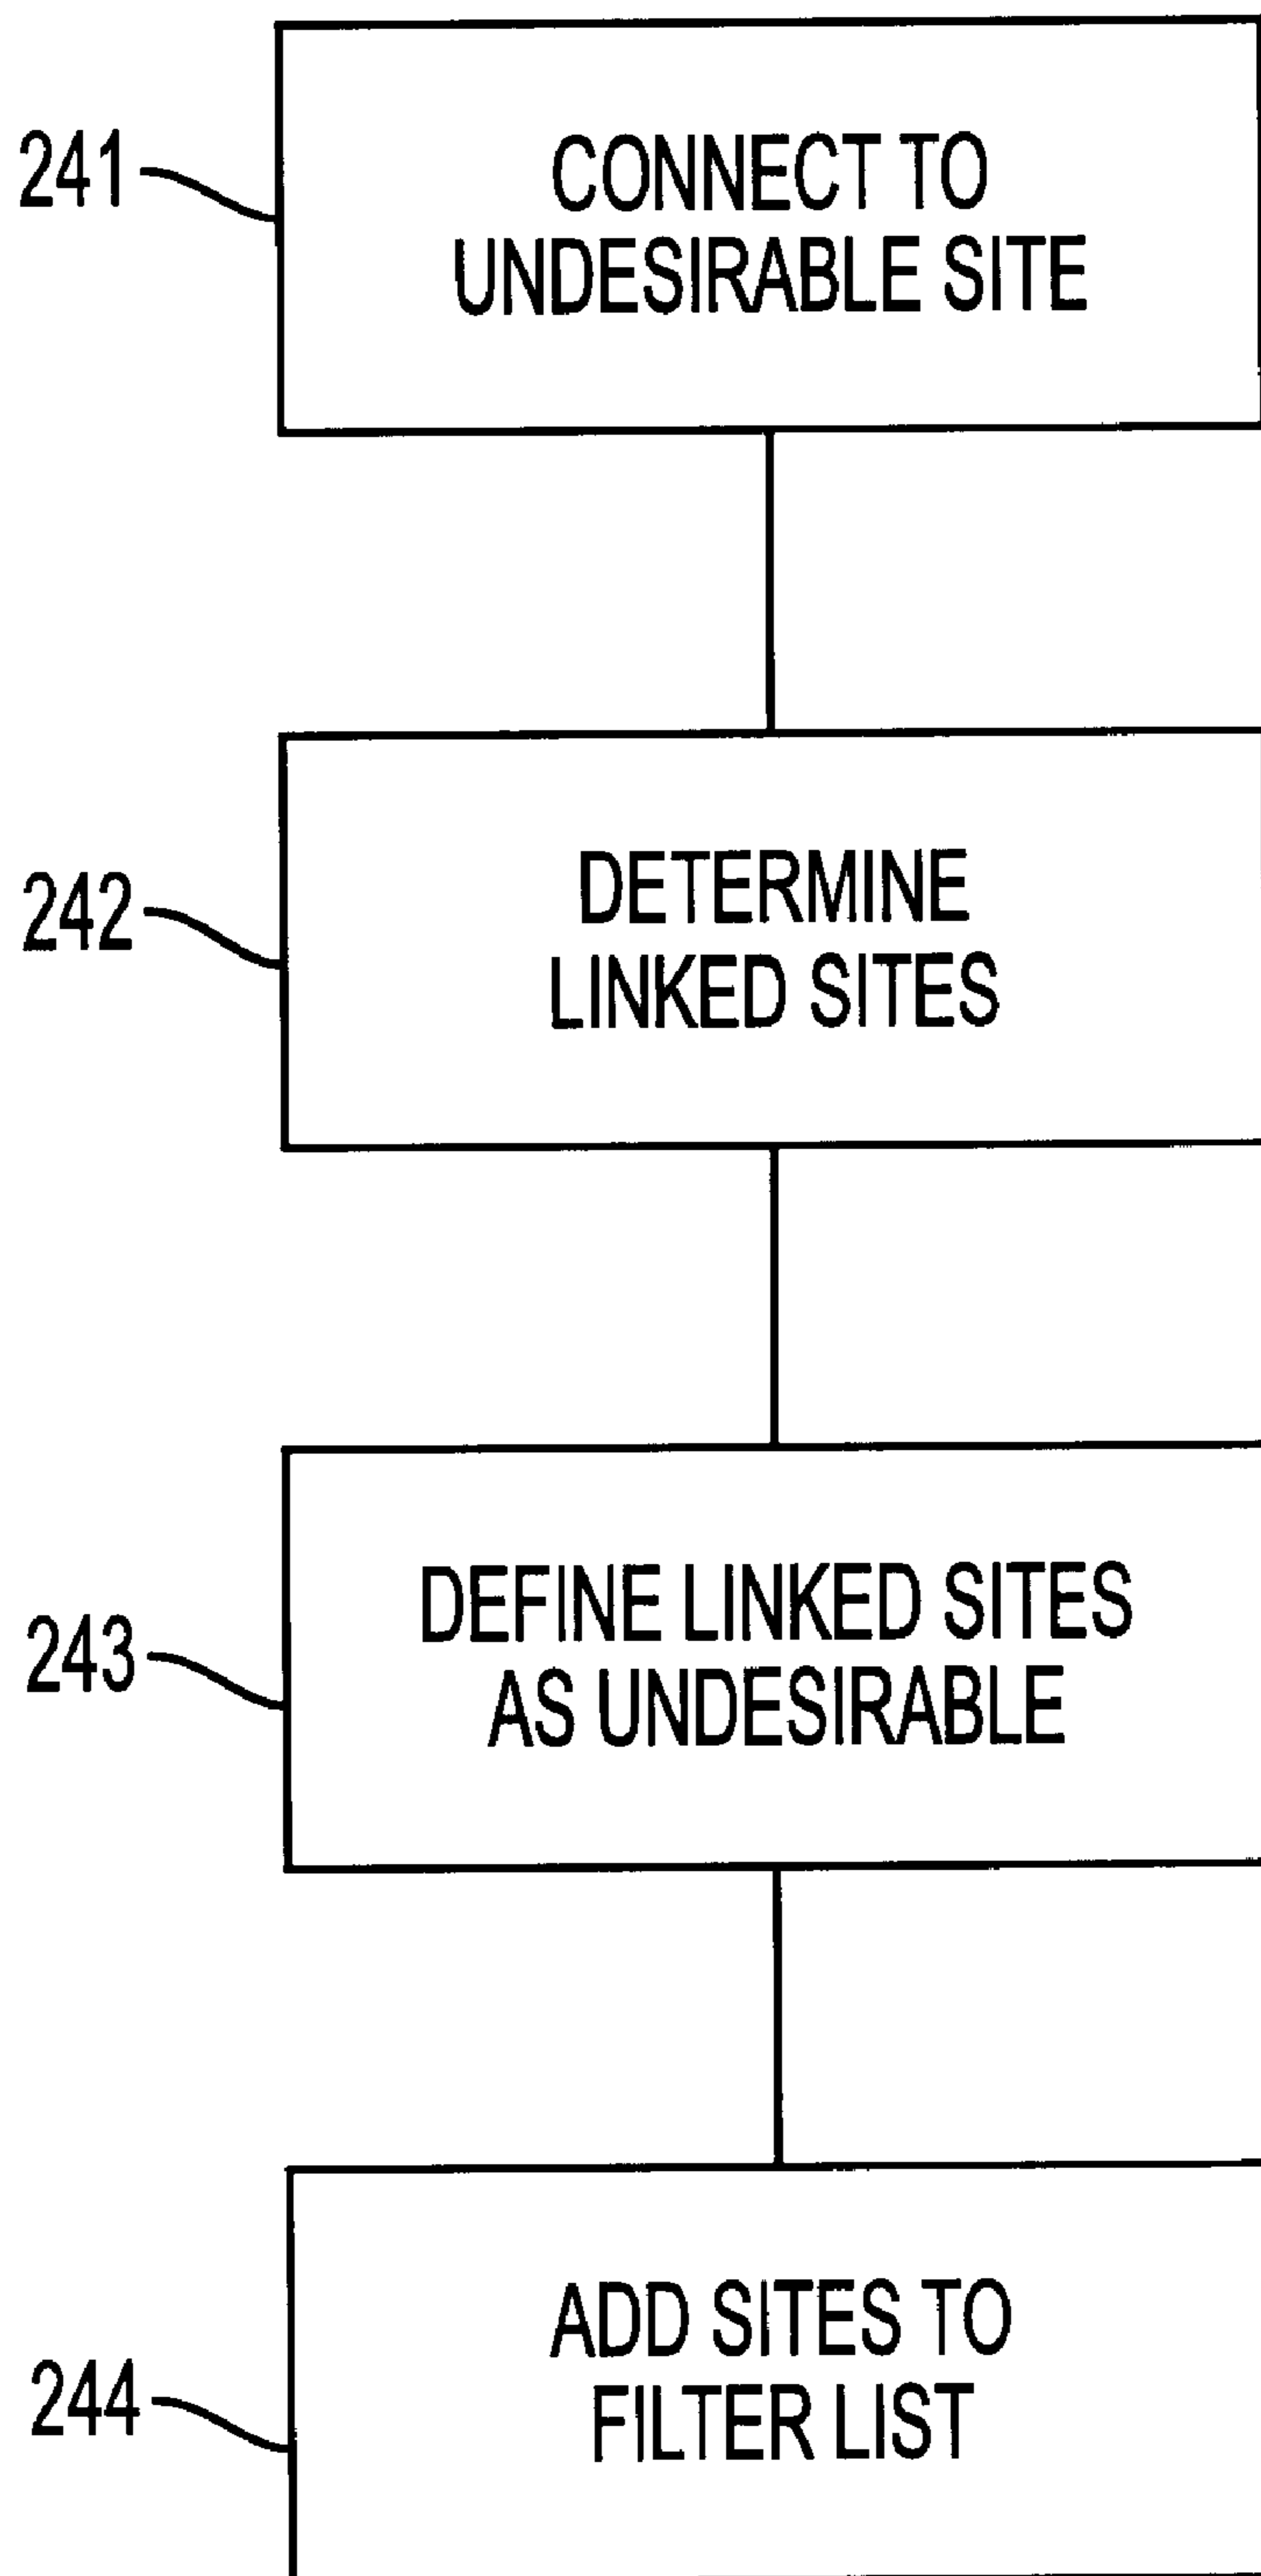 241
CONNECT TO
UNDESIRABLE SITE
242
DETERMINE
LINKED SITES
243
DEFINE LINKED SITES
AS UNDESIRABLE
244
ADD SITES TO
FILTER LIST